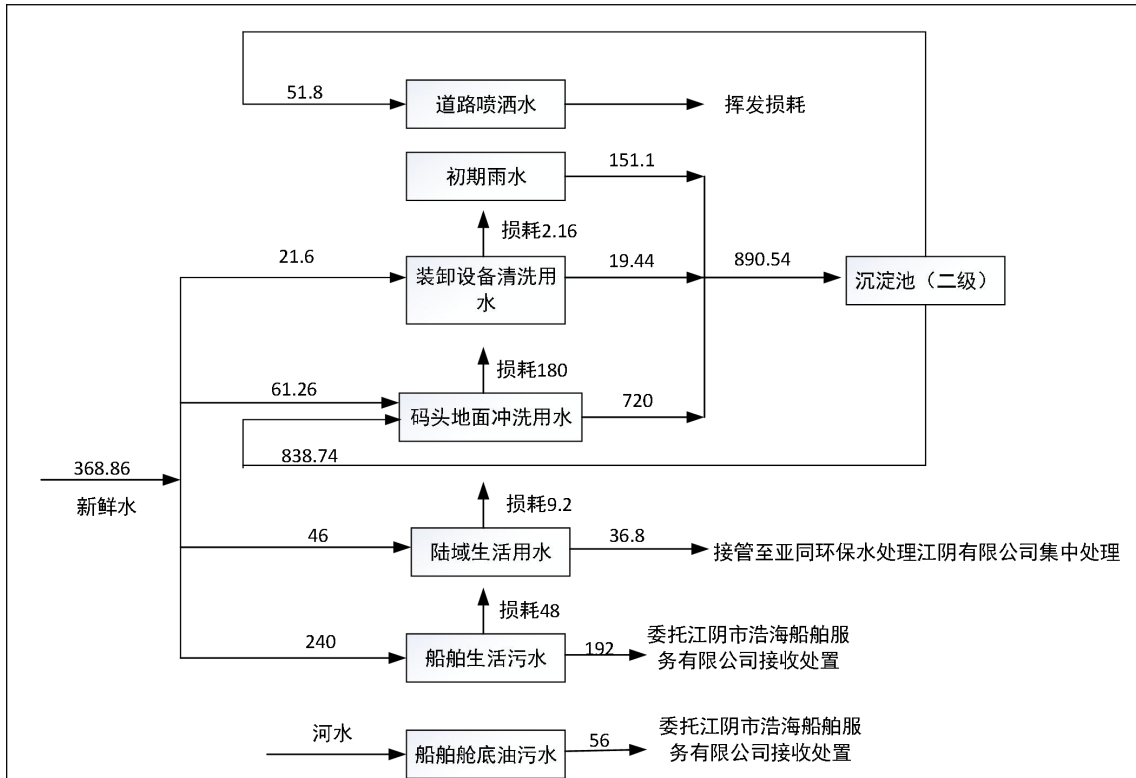 51.8
道路喷洒水
挥发损耗
初期雨水
151.1
损耗2.16
21.6
装卸设备清洗用
水
19.44
890.54
沉淀池（二级）
损耗180
61.26
码头地面冲洗用水
720
838.74
368.86
新鲜水
损耗9.2
46
陆域生活用水
36.8
接管至亚同环保水处理江阴有限公司集中处理
损耗48
240
船舶生活污水
192
委托江阴市浩海船舶服
务有限公司接收处置
河水
船舶舱底油污水
56
委托江阴市浩海船舶服
务有限公司接收处置